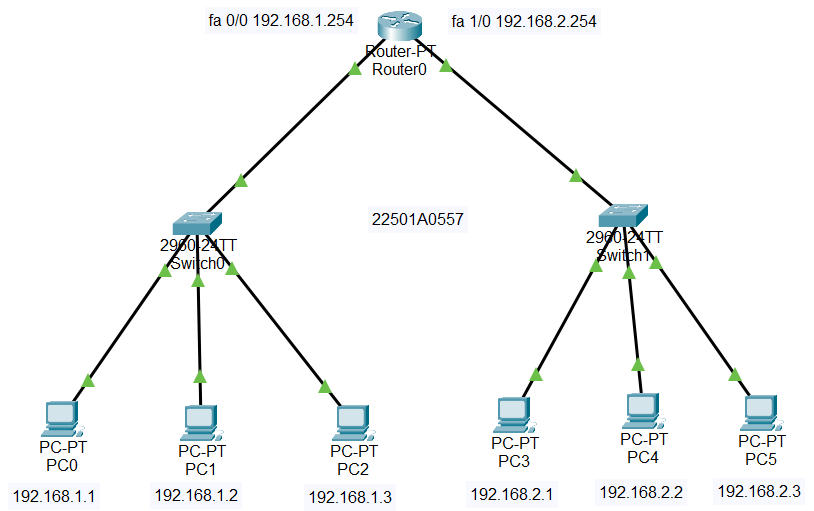 fa 0/0 192.168.1.254
fa 1/0 192.168.2.254
Router-PT
Router0
22501A0557
2960-24TT
Switch0
2960-24TT
Switch1
PC-PT
PC0
PC-PT
PC1
PC-PT
PC2
PC-PT
PC3
PC-PT
PC4
PC-PT
PC5
192.168.1.1
192.168.1.2
192.168.1.3
192.168.2.1
192.168.2.2
192.168.2.3